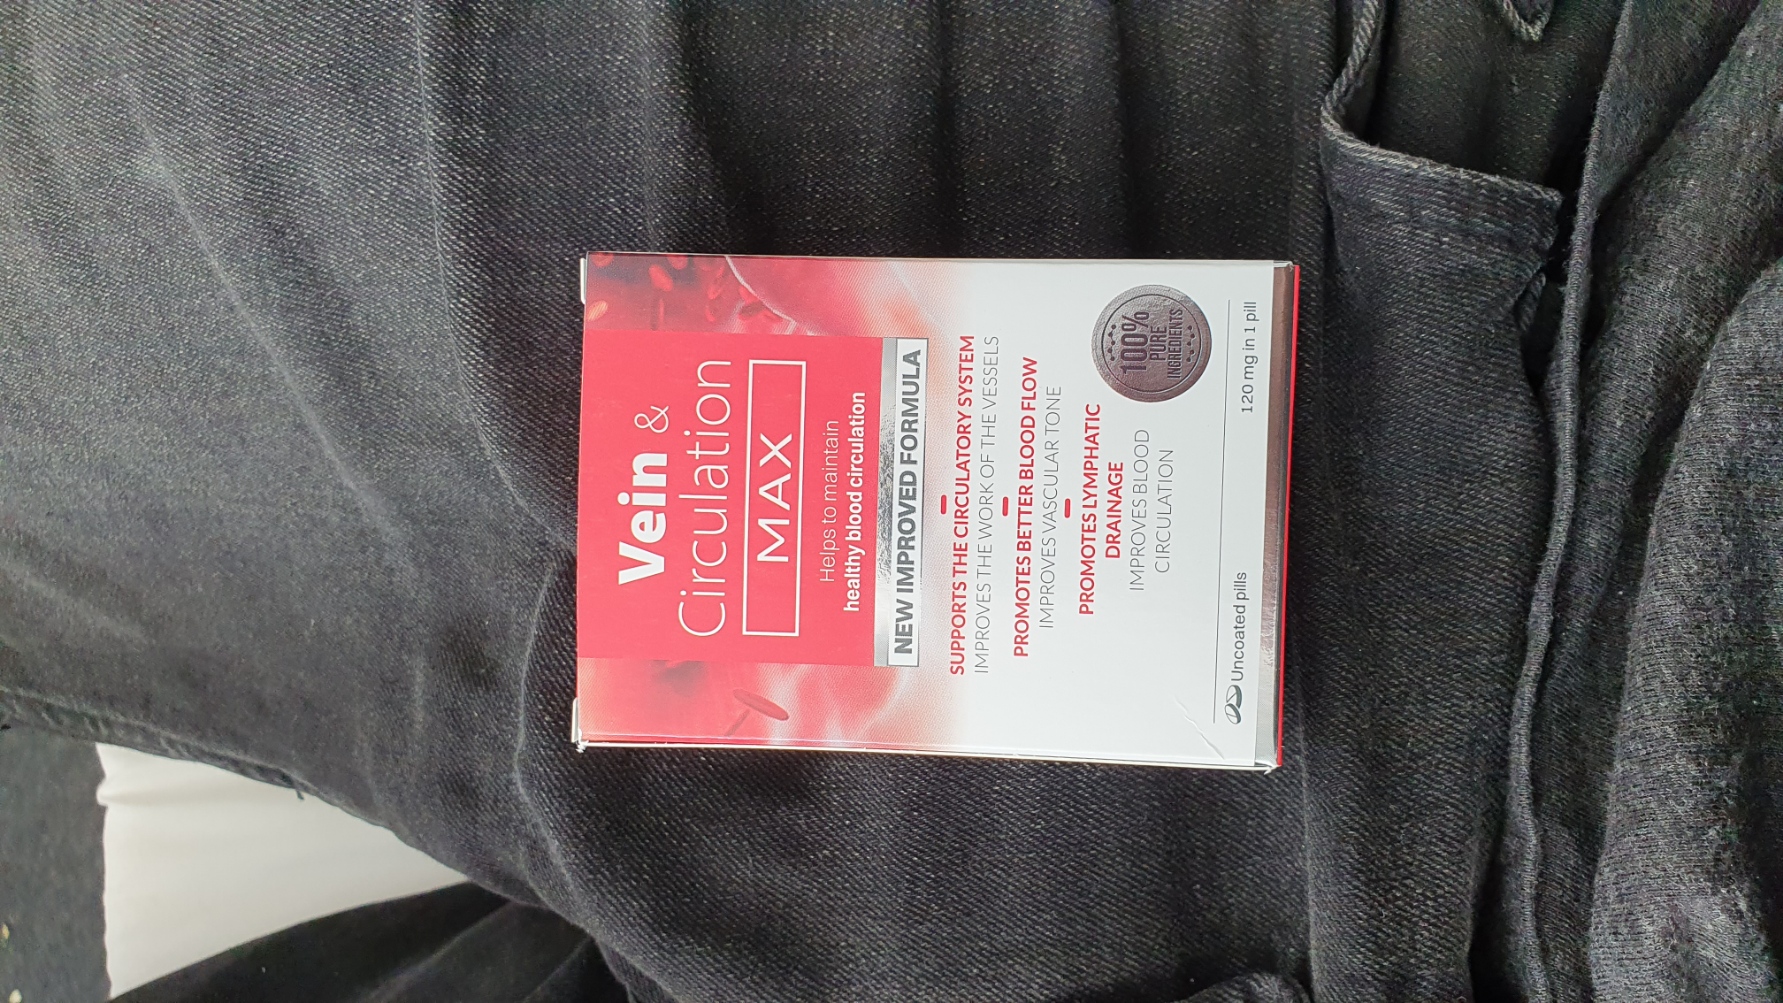 Vein &
Circulation
MAX
Helps to maintain
healthy blood circulation
NEW IMPROVED FORMULA
SUPPORTS THE CIRCULATORY SYSTEM
IMPROVES THE WORK OF THE VESSELS
PROMOTES BETTER BLOOD FLOW
IMPROVES VASCULAR TONE
PROMOTES LYMPHATIC
DRAINAGE
IMPROVES BLOOD
CIRCULATION
100%
PURE
INGREDIENTS
Uncoated pills
120 mg in 1 pill